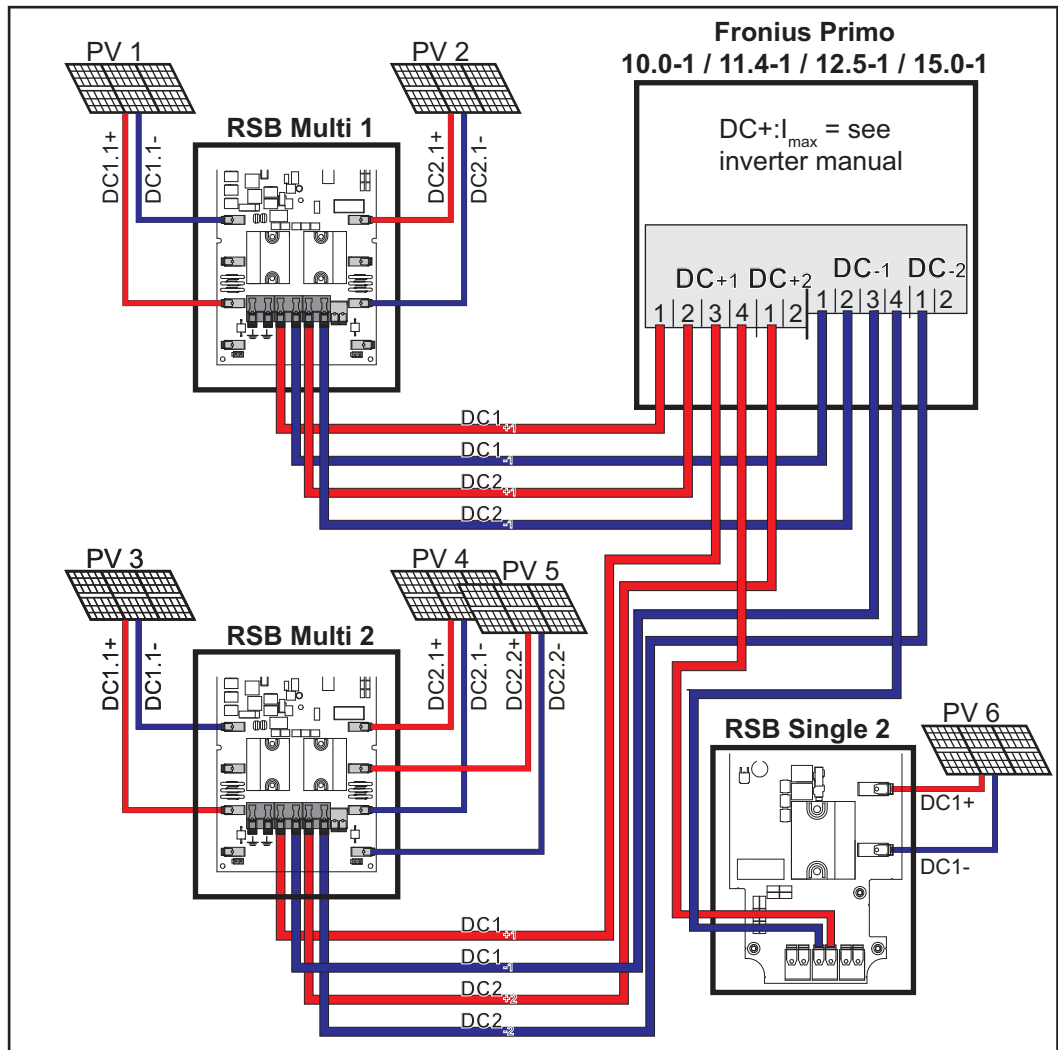 Fronius Primo
10.0-1 / 11.4-1 / 12.5-1 / 15.0-1
DC+:Imax = see
inverter manual
DC+1 DC+2 DC-1 DC-2
1 2 3 4 1 2 1 2 3 4 1 2
PV 1
PV 2
DC1.1+
DC1.1-
RSB Multi 1
DC2.1+
DC2.1-
DC1+1
DC1-1
DC2+1
DC2-1
PV 3
PV 4
PV 5
DC1.1+
DC1.1-
RSB Multi 2
DC2.1+
DC2.1-
DC2.2+
DC2.2-
DC1+1
DC1-1
DC2+2
DC2-2
RSB Single 2
PV 6
DC1+
DC1-